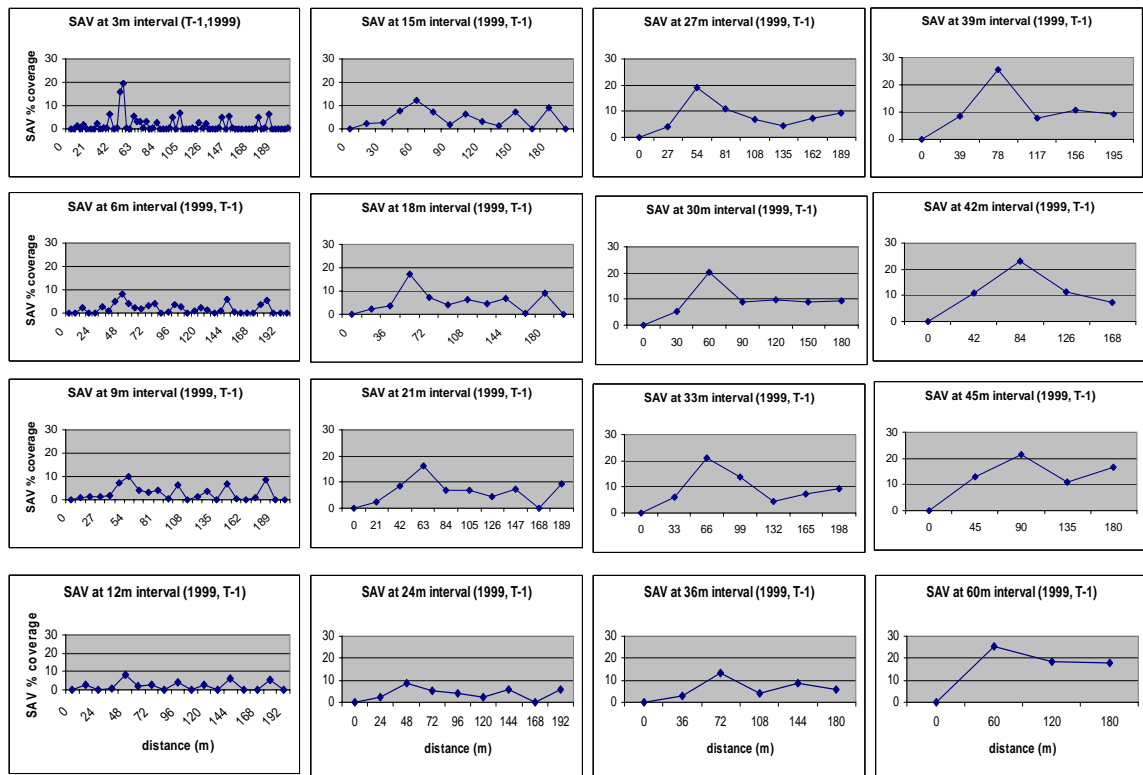 SAV at 3m interval (T-1,1999)
SAV % coverage
30
20
10
0
0 21 42 63 84 105 126 147 168 189
SAV at 15m interval (1999, T-1)
30
20
10
0
0 30 60 90 120 150 180
SAV at 27m interval (1999, T-1)
30
20
10
0
0 27 54 81 108 135 162 189
SAV at 39m interval (1999, T-1)
30
20
10
0
0 39 78 117 156 195
SAV at 6m interval (1999, T-1)
SAV % coverage
30
20
10
0
0 24 48 72 96 120 144 168 192
SAV at 18m interval (1999, T-1)
30
20
10
0
0 36 72 108 144 180
SAV at 30m interval (1999, T-1)
30
20
10
0
0 30 60 90 120 150 180
SAV at 42m interval (1999, T-1)
30
20
10
0
0 42 84 126 168
SAV at 9m interval (1999, T-1)
SAV % coverage
30
20
10
0
0 27 54 81 108 135 162 189
SAV at 21m interval (1999, T-1)
30
20
10
0
0 21 42 63 84 105 126 147 168 189
SAV at 33m interval (1999, T-1)
30
20
10
0
0 33 66 99 132 165 198
SAV at 45m interval (1999, T-1)
30
20
10
0
0 45 90 135 180
SAV at 12m interval (1999, T-1)
SAV % coverage
30
20
10
0
0 24 48 72 96 120 144 168 192
distance (m)
SAV at 24m interval (1999, T-1)
30
20
10
0
0 24 48 72 96 120 144 168 192
distance (m)
SAV at 36m interval (1999, T-1)
30
20
10
0
0 36 72 108 144 180
distance (m)
SAV at 60m interval (1999, T-1)
30
20
10
0
0 60 120 180
distance (m)